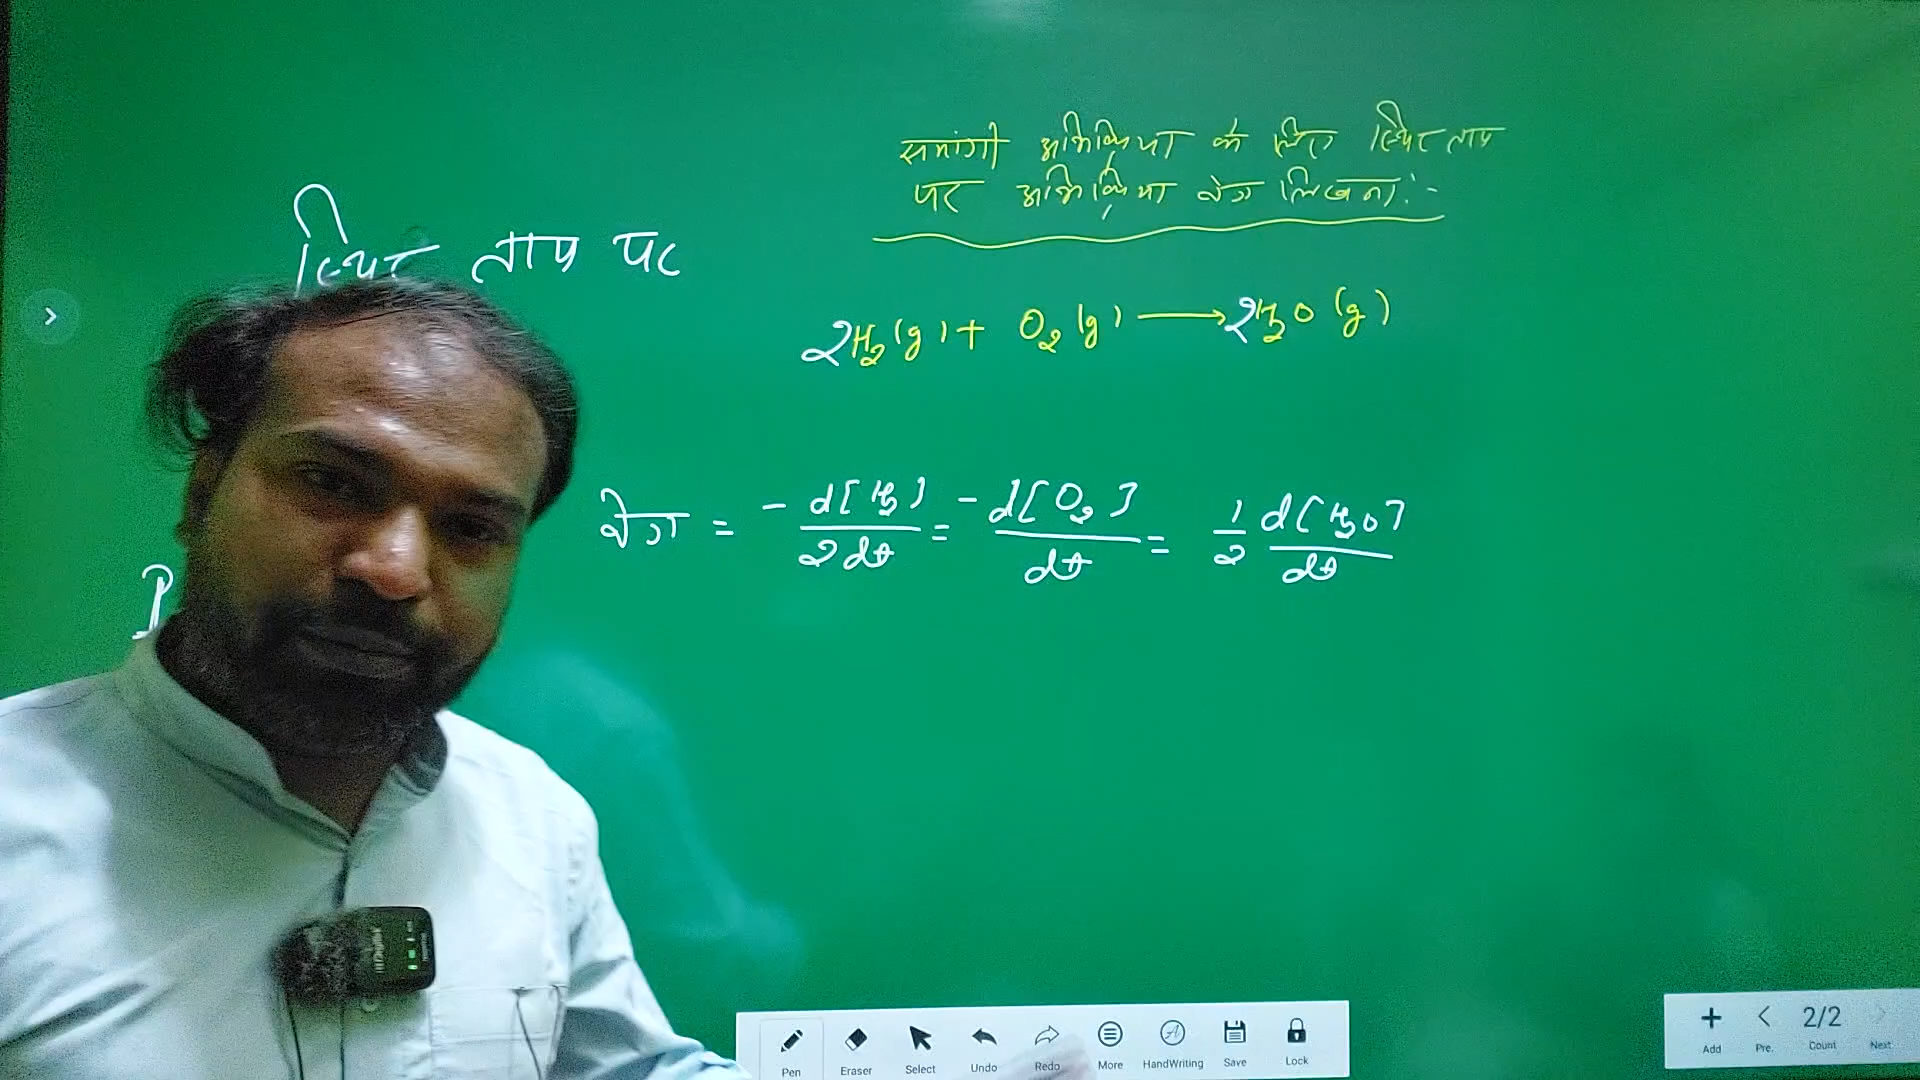 समांगी अभिक्रिया के लिए स्थिर ताप
पर अभिक्रिया वेग लिखना:-
स्थिर ताप पर
2H₂(g) + O₂(g) ⟶ 2H₂O(g)
वेग = -d[H₂]/2dt = -d[O₂]/dt = 1/2 d[H₂O]/dt
P
Pen Eraser Select Undo Redo More HandWriting Save Lock
Add Pre. 2/2 Count Next